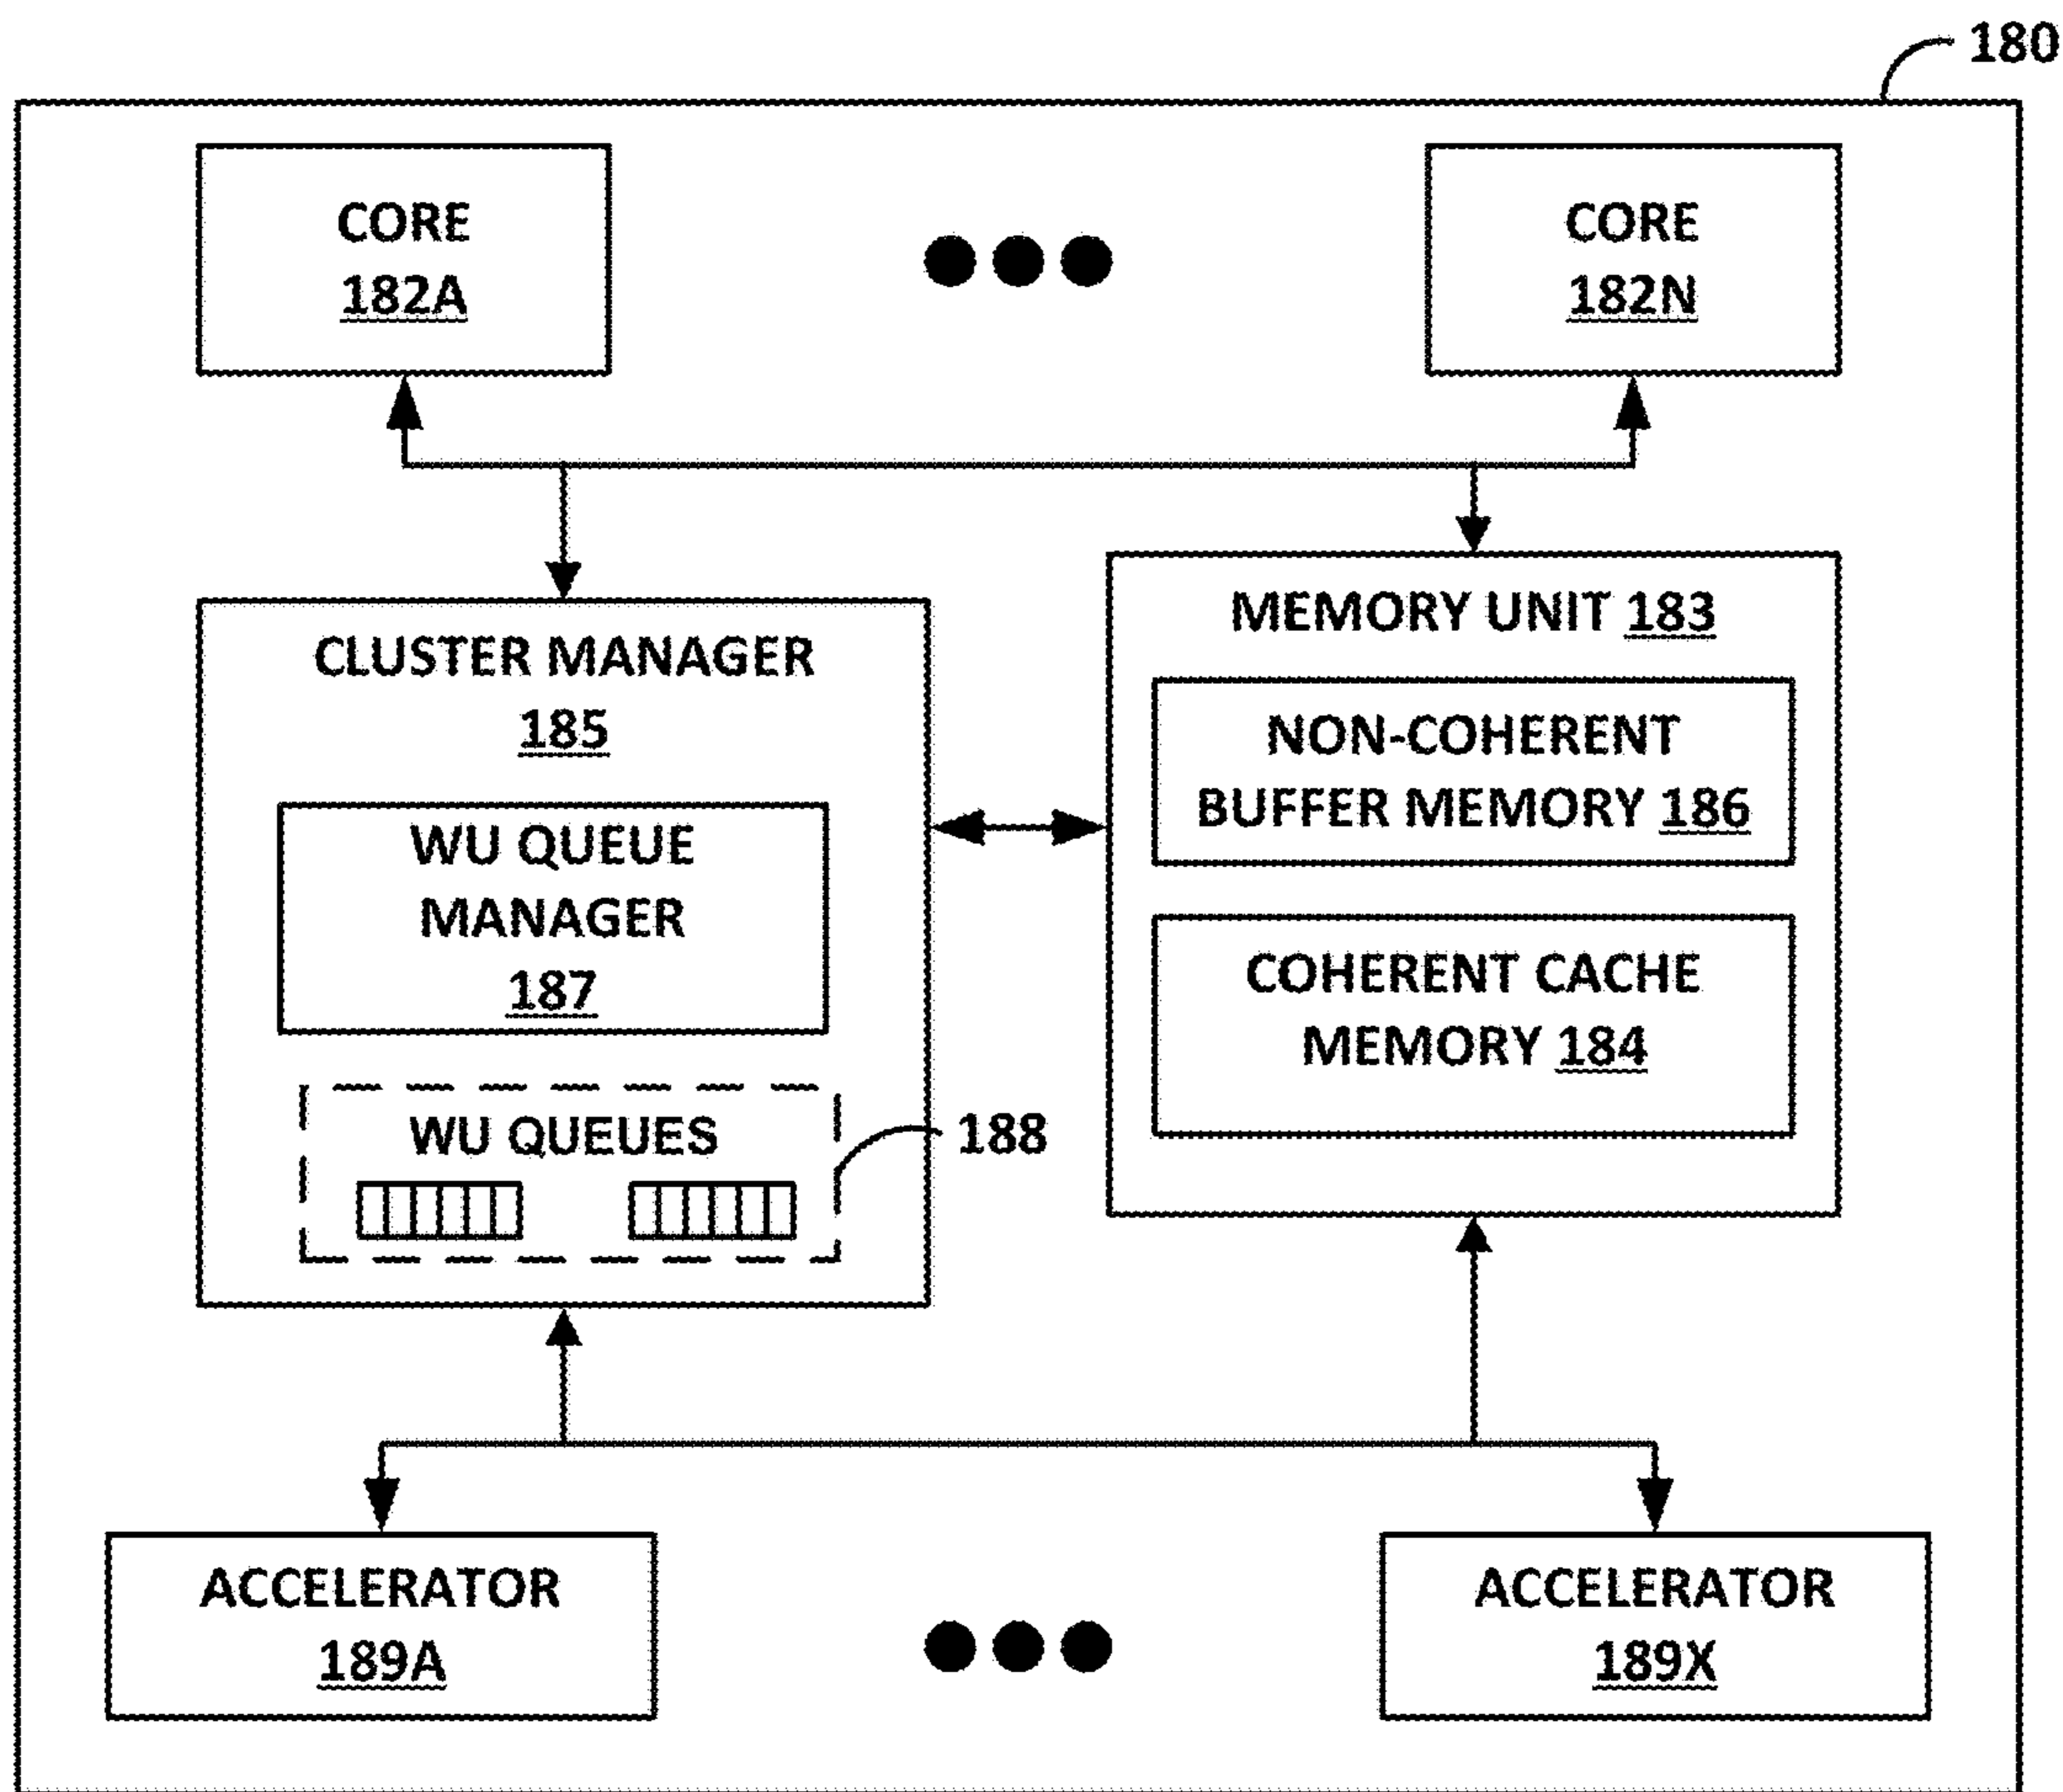 180
CORE
182A
CORE
182N
CLUSTER MANAGER
185
WU QUEUE
MANAGER
187
WU QUEUES
188
MEMORY UNIT 183
NON-COHERENT
BUFFER MEMORY 186
COHERENT CACHE
MEMORY 184
ACCELERATOR
189A
ACCELERATOR
189X